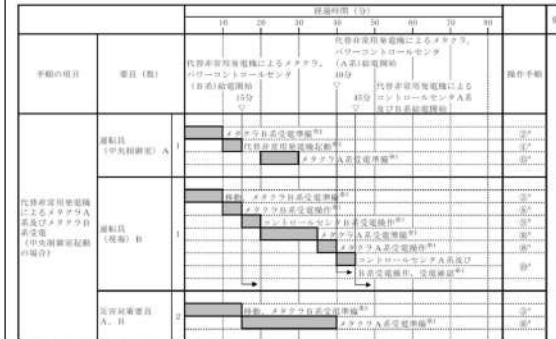 経過時間（分）
10 20 30 40 50 60 70 80
手順の項目
要員（数）
操作手順
代替非常用発電機によるメタクラ，
パワーコントロールセンタ
（B系）給電開始
15分
代替非常用発電機によるメタクラ，
パワーコントロールセンタ
（A系）給電開始
40分
代替非常用発電機による
コントロールセンタA系
及びB系給電開始
45分
代替非常用発電機
によるメタクラA
系及びメタクラB
系受電
（中央制御室起動
の場合）
運転員
（中央制御室）A
1
メタクラB系受電準備
代替非常用発電機起動
メタクラA系受電準備
運転員
（現場）B
1
移動，メタクラB系受電準備
メタクラB系受電操作
コントロールセンタB系受電操作
メタクラA系受電準備
メタクラA系受電操作
コントロールセンタA系及び
B系受電操作，受電確認
災害対策要員
A，B
2
移動，メタクラB系受電準備
メタクラA系受電準備